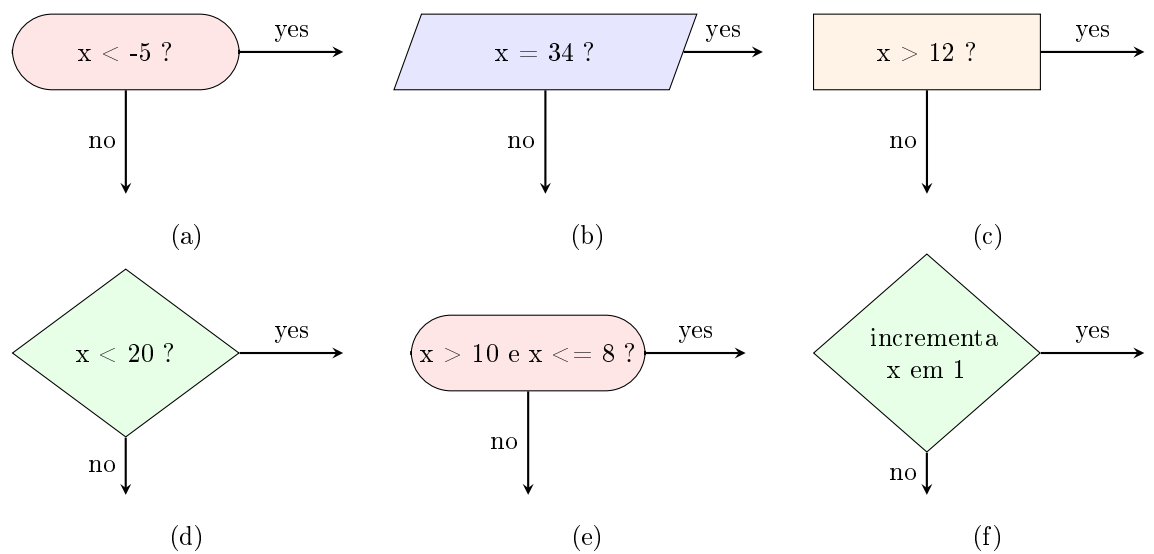 x < -5 ?
yes
no
(a)
x = 34 ?
yes
no
(b)
x > 12 ?
yes
no
(c)
x < 20 ?
yes
no
(d)
x > 10 e x <= 8 ?
yes
no
(e)
incrementa
x em 1
yes
no
(f)